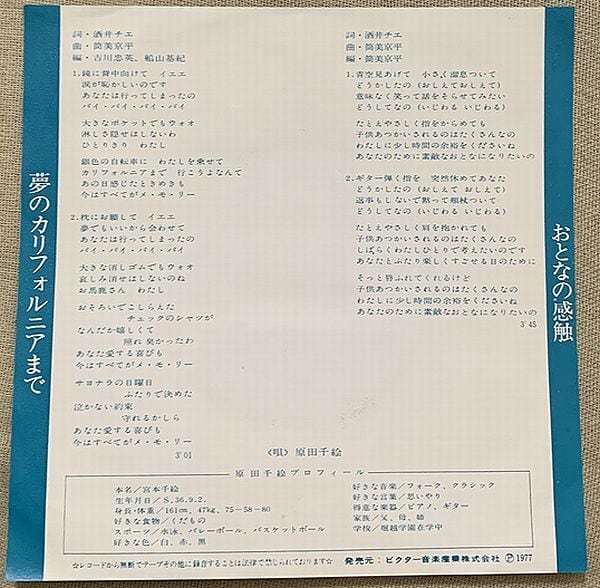 夢のカリフォルニアまで
詞・酒井チエ
曲・筒美京平
編・吉川忠英、船山基紀
1.鏡に背中向けて イエエ
涙が恥かしいのです
あなたは行ってしまったの
バイ・バイ・バイ・バイ
大きなポケットでもウォオ
淋しさ隠せはしないわ
ひとりきり わたし
銀色の自転車に わたしを乗せて
カリフォルニアまで 行こうよなんて
あの日感じたときめきも
今はすべてがメ・モ・リー
2.枕にお願して イエエ
夢でもいいから会わせて
あなたは行ってしまったの
バイ・バイ・バイ・バイ
大きな消しゴムでもウォオ
哀しみ消せはしないのに
お馬鹿さん わたし
おそろいでこしらえた
チェックのシャツが
なんだか嬉しくて
照れ臭かったわ
あなた愛する喜びも
今はすべてがメ・モ・リー
サヨナラの日曜日
ふたりで決めた
泣かない約束
守れるかしら
あなた愛する喜びも
今はすべてがメ・モ・リー
3′01
おとなの感触
詞・酒井チエ
曲・筒美京平
編・筒美京平
1.青空見あげて 小さく溜息ついて
どうかしたの (おしえておしえて)
意味なく笑って話をそらせてみたい
どうしてなの (いじわる いじわる)
たとえやさしく指をからめても
子供あつかいされるのはたくさんなの
わたしに少し時間の余裕をくださいね
あなたのために素敵なおとなになりたいの
2.ギター弾く指を 突然休めてあなた
どうかしたの (おしえて おしえて)
返事もしないで黙って頬杖ついて
どうしてなの (いじわる いじわる)
たとえやさしく肩を抱かれても
子供あつかいされるのはたくさんなの
しばらくわたしひとりで考えたいのです
あなたとふたり楽しくすごせる日のために
そっと唇ふれてくれるけど
子供あつかいされるのはたくさんなの
わたしに少し時間の余裕をくださいね
あなたのために素敵なおとなになりたいの
3′45
〈唄〉原田千絵
原田千絵プロフィール
本名/宮本千絵
生年月日/S,36.9.2.
身長・体重/161cm, 47kg, 75-58-80
好きな食物/くだもの
スポーツ/水泳、バレーボール、バスケットボール
好きな色/白、赤、黒
好きな音楽/フォーク、クラシック
好きな言葉/思いやり
得意な楽器/ピアノ、ギター
家族/父、母、姉
学校/堀越学園在学中
☆レコードから無断でテープその他に録音することは法律で禁じられております☆
発売元:ビクター音楽産業株式会社 Ⓟ1977